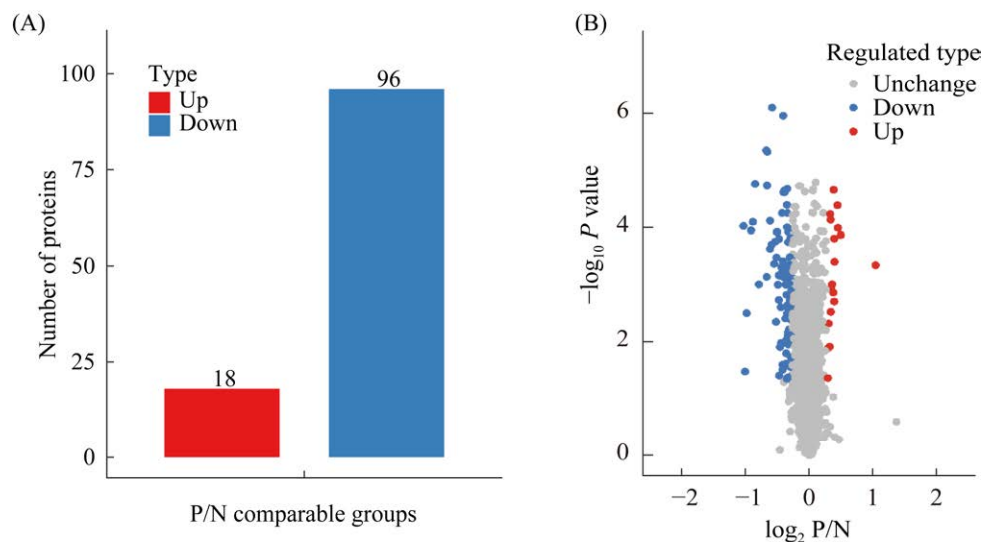 (A)
Number of proteins
100
75
50
25
0
Type
Up
Down
18
96
P/N comparable groups
(B)
−log10 P value
6
4
2
0
Regulated type
Unchange
Down
Up
−2 −1 0 1 2
log2 P/N